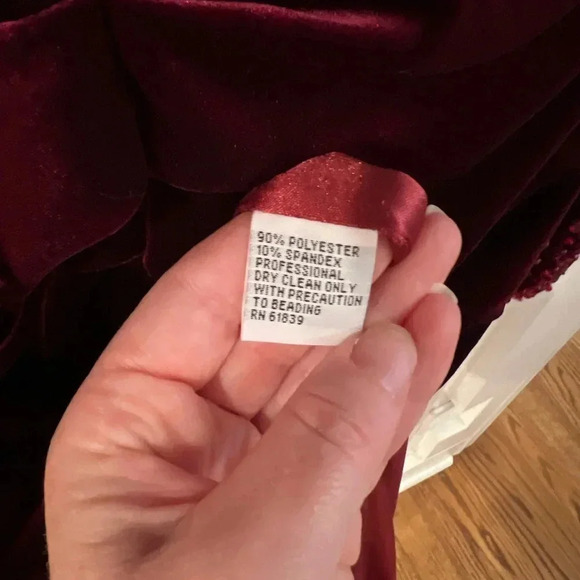 90% POLYESTER
10% SPANDEX
PROFESSIONAL
DRY CLEAN ONLY
WITH PRECAUTION
TO BEADING
RN 61839